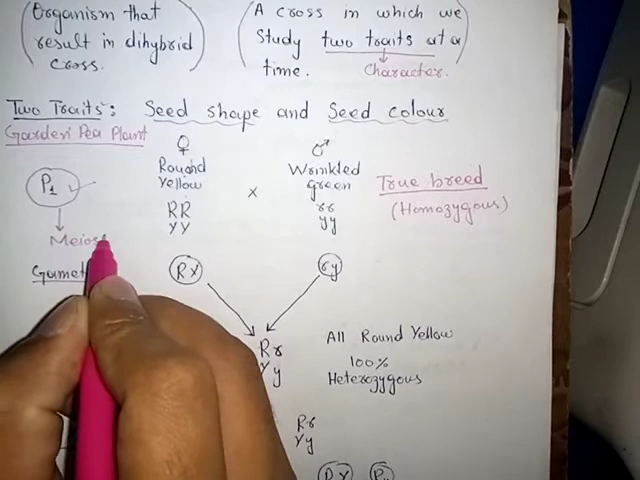 Organism that
result in dihybrid
cross.
A cross in which we
study two traits at a
time. Character.
Two Traits: Seed shape and Seed colour
Garden Pea Plant
♀ ♂
Round Yellow × Wrinkled green
True breed
(Homozygous)
P1
RR rr
YY yy
Meios
Gamet
RY ry
Rr
Yy
All Round Yellow
100%
Heterozygous
Rr
Yy
RY